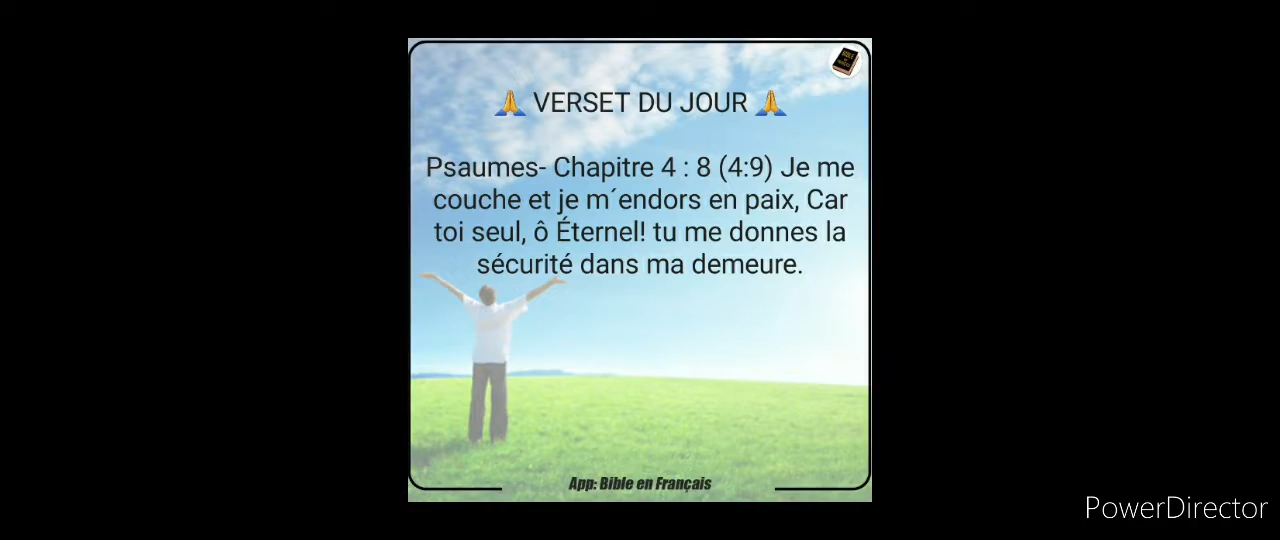 🙏 VERSET DU JOUR 🙏
Psaumes- Chapitre 4 : 8 (4:9) Je me
couche et je m´endors en paix, Car
toi seul, ô Éternel! tu me donnes la
sécurité dans ma demeure.
App: Bible en Français
PowerDirector